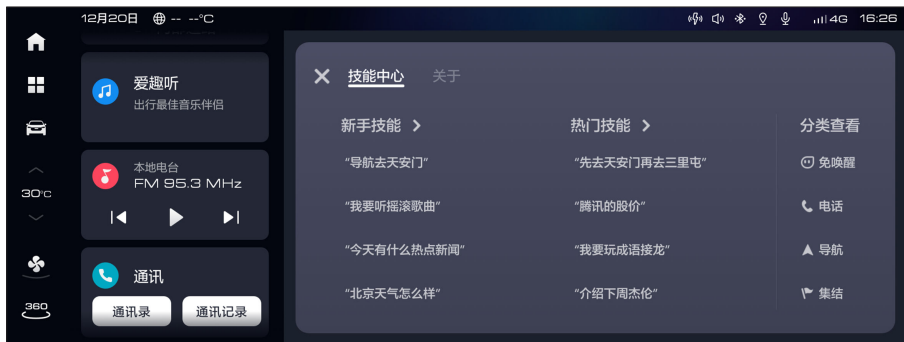 12月20日 -- --°C
4G 16:26
爱趣听
出行最佳音乐伴侣
本地电台
FM 95.3 MHz
30°C
通讯
通讯录 通讯记录
360
技能中心 关于
新手技能 热门技能 分类查看
“导航去天安门” “先去天安门再去三里屯” 免唤醒
“我要听摇滚歌曲” “腾讯的股价” 电话
“今天有什么热点新闻” “我要玩成语接龙” 导航
“北京天气怎么样” “介绍下周杰伦” 集结